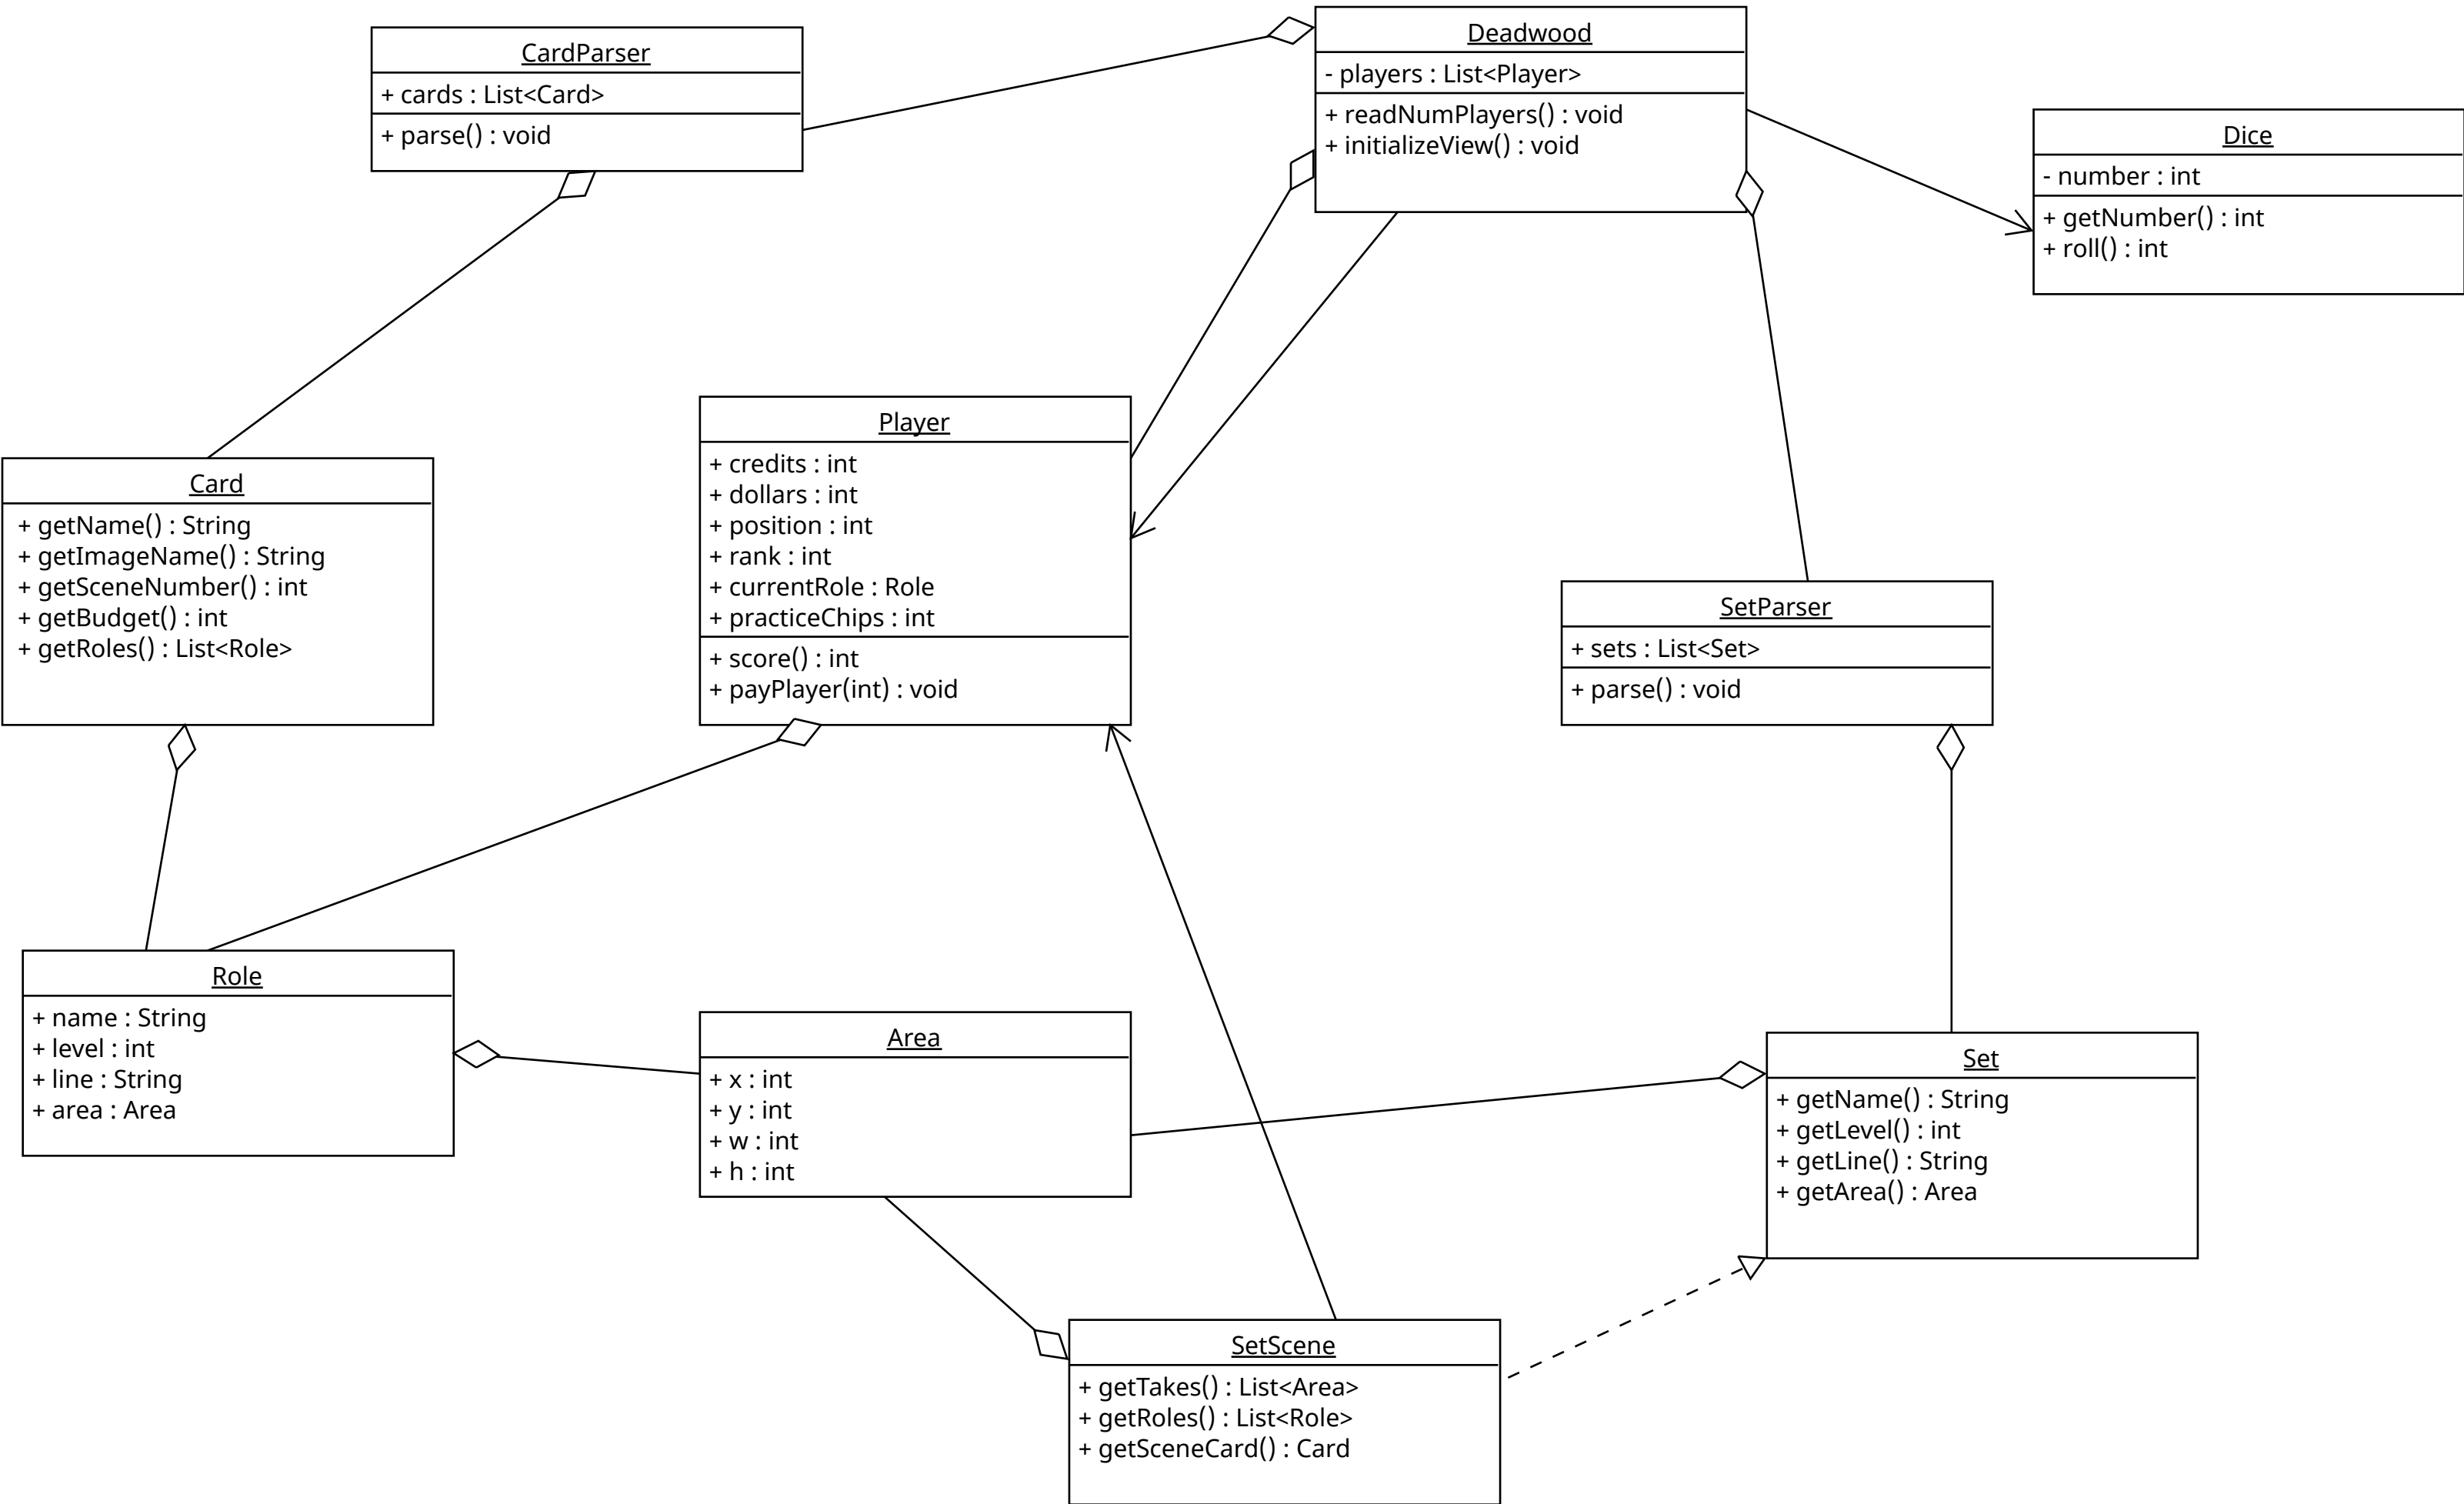 CardParser
+ cards : List<Card>
+ parse() : void
Deadwood
- players : List<Player>
+ readNumPlayers() : void
+ initializeView() : void
Dice
- number : int
+ getNumber() : int
+ roll() : int
Player
+ credits : int
+ dollars : int
+ position : int
+ rank : int
+ currentRole : Role
+ practiceChips : int
+ score() : int
+ payPlayer(int) : void
Card
+ getName() : String
+ getImageName() : String
+ getSceneNumber() : int
+ getBudget() : int
+ getRoles() : List<Role>
SetParser
+ sets : List<Set>
+ parse() : void
Role
+ name : String
+ level : int
+ line : String
+ area : Area
Area
+ x : int
+ y : int
+ w : int
+ h : int
Set
+ getName() : String
+ getLevel() : int
+ getLine() : String
+ getArea() : Area
SetScene
+ getTakes() : List<Area>
+ getRoles() : List<Role>
+ getSceneCard() : Card